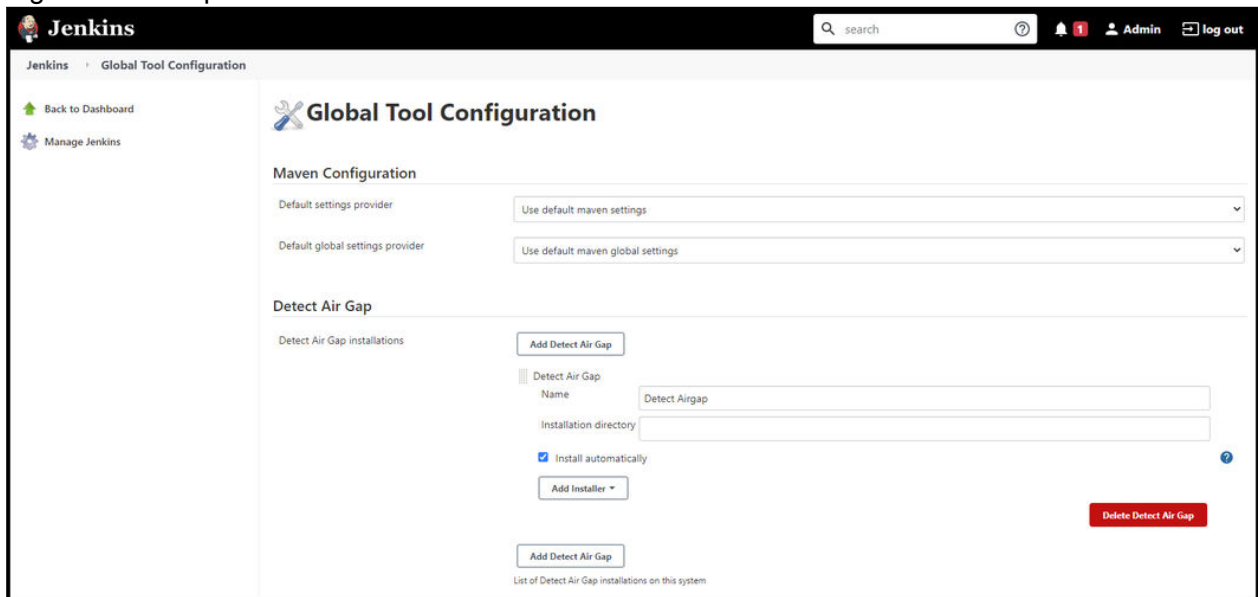 Jenkins
search
1
Admin
log out
Jenkins
Global Tool Configuration
Back to Dashboard
Manage Jenkins
Global Tool Configuration
Maven Configuration
Default settings provider
Use default maven settings
Default global settings provider
Use default maven global settings
Detect Air Gap
Detect Air Gap installations
Add Detect Air Gap
Detect Air Gap
Name
Detect Airgap
Installation directory
Install automatically
?
Add Installer
Delete Detect Air Gap
Add Detect Air Gap
List of Detect Air Gap installations on this system